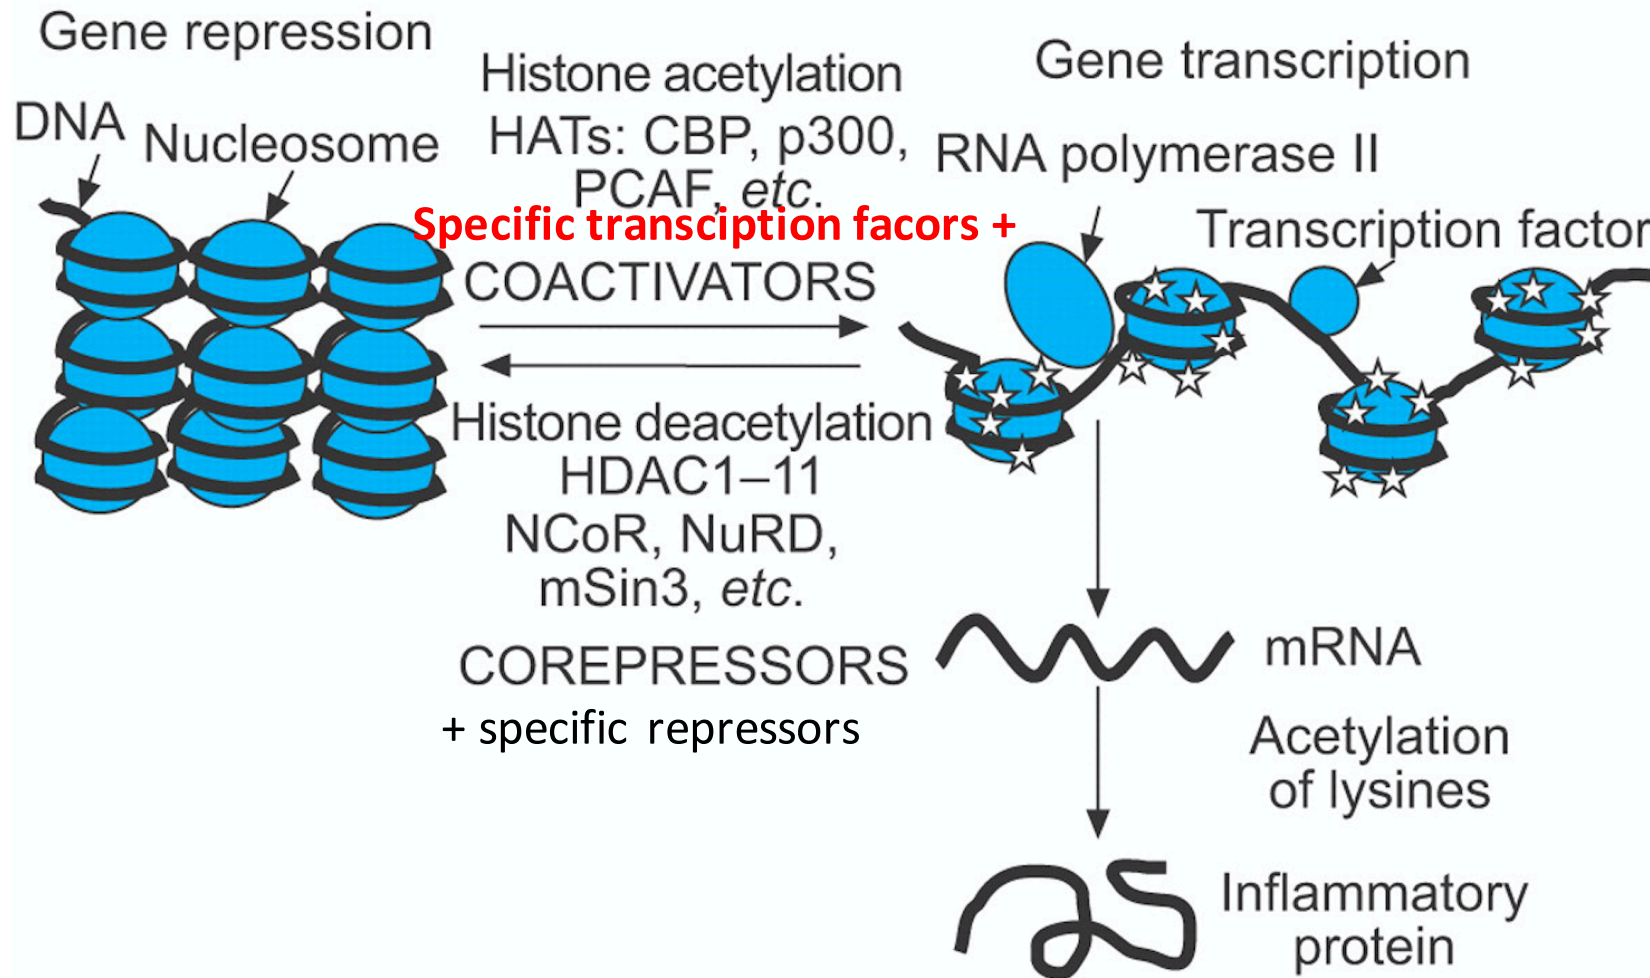 Gene repression
DNA
Nucleosome
Histone acetylation
HATs: CBP, p300,
PCAF, etc.
Specific transciption facors +
COACTIVATORS
Histone deacetylation
HDAC1–11
NCoR, NuRD,
mSin3, etc.
COREPRESSORS
+ specific repressors
Gene transcription
RNA polymerase II
Transcription factor
mRNA
Acetylation
of lysines
Inflammatory
protein